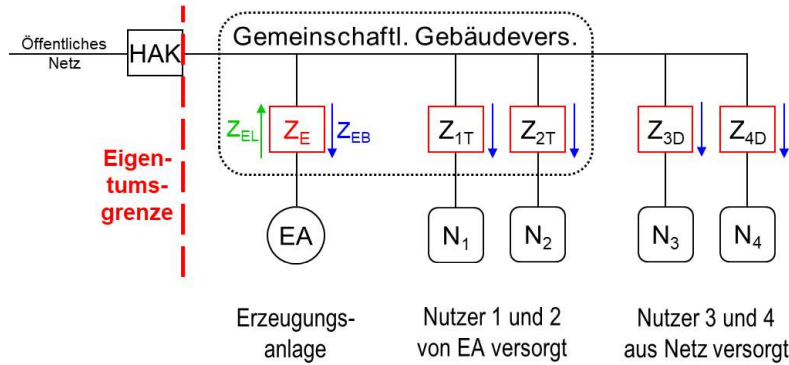 Öffentliches
Netz
HAK
Gemeinschaftl. Gebäudevers.
Z_EL
Z_E
Z_EB
Z_1T
Z_2T
Z_3D
Z_4D
Eigen-
tums-
grenze
EA
N_1
N_2
N_3
N_4
Erzeugungs-
anlage
Nutzer 1 und 2
von EA versorgt
Nutzer 3 und 4
aus Netz versorgt